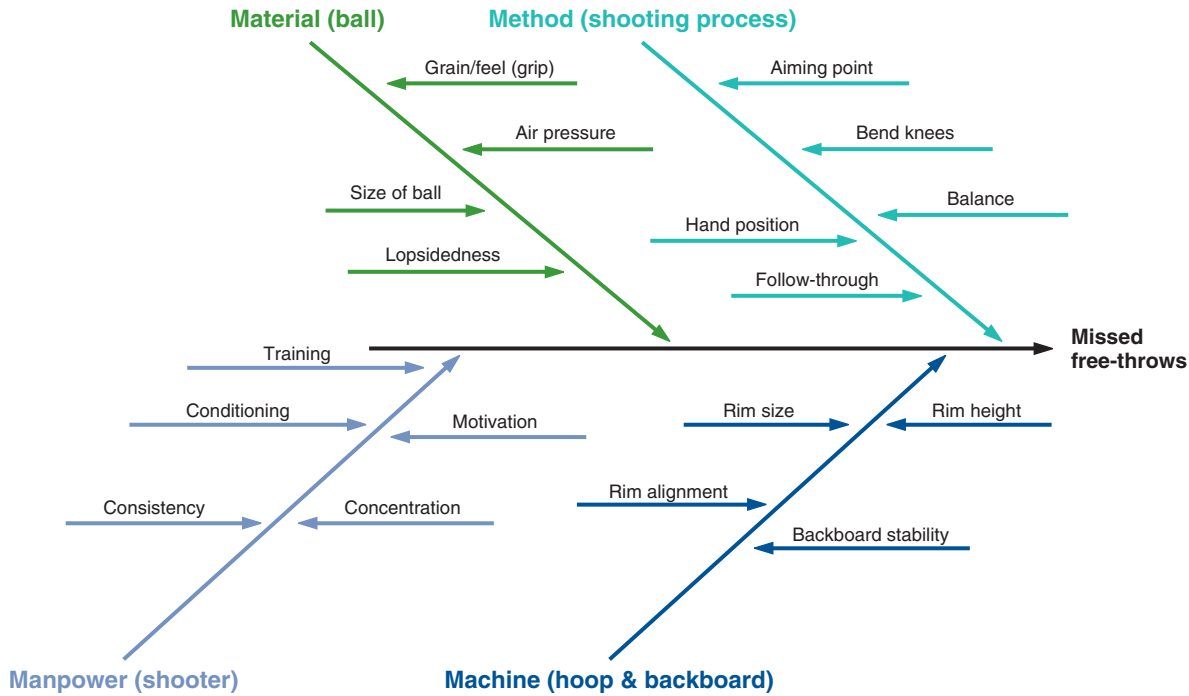 Material (ball)
Method (shooting process)
Grain/feel (grip)
Aiming point
Air pressure
Bend knees
Size of ball
Balance
Hand position
Lopsidedness
Follow-through
Missed
free-throws
Training
Conditioning
Motivation
Rim size
Rim height
Consistency
Concentration
Rim alignment
Backboard stability
Manpower (shooter)
Machine (hoop & backboard)